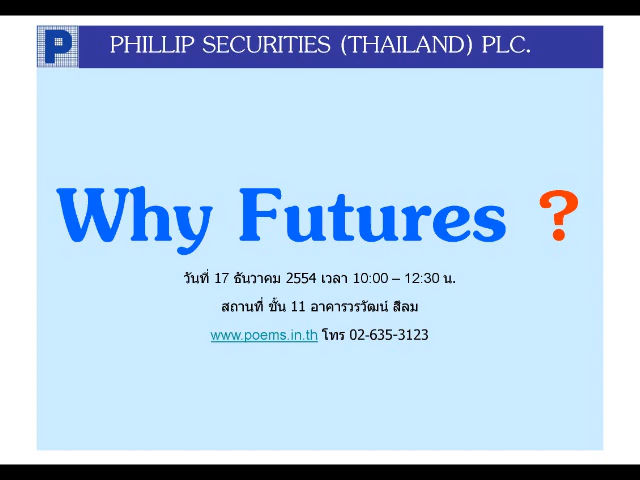 P PHILLIP SECURITIES (THAILAND) PLC.
Why Futures ?
วันที่ 17 ธันวาคม 2554 เวลา 10:00 – 12:30 น.
สถานที่ ชั้น 11 อาคารวรวัฒน์ สีลม
www.poems.in.th โทร 02-635-3123